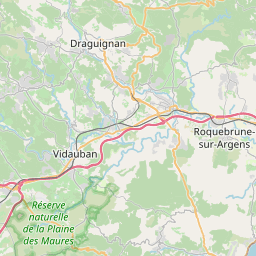 Draguignan
Vidauban
Roquebrune-
sur-Argens
Réserve
naturelle
de la Plaine
des Maures